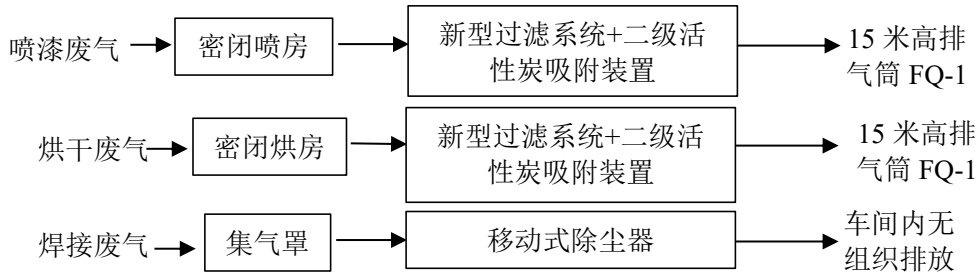 喷漆废气
密闭喷房
新型过滤系统+二级活
性炭吸附装置
15 米高排
气筒 FQ-1
烘干废气
密闭烘房
新型过滤系统+二级活
性炭吸附装置
15 米高排
气筒 FQ-1
焊接废气
集气罩
移动式除尘器
车间内无
组织排放